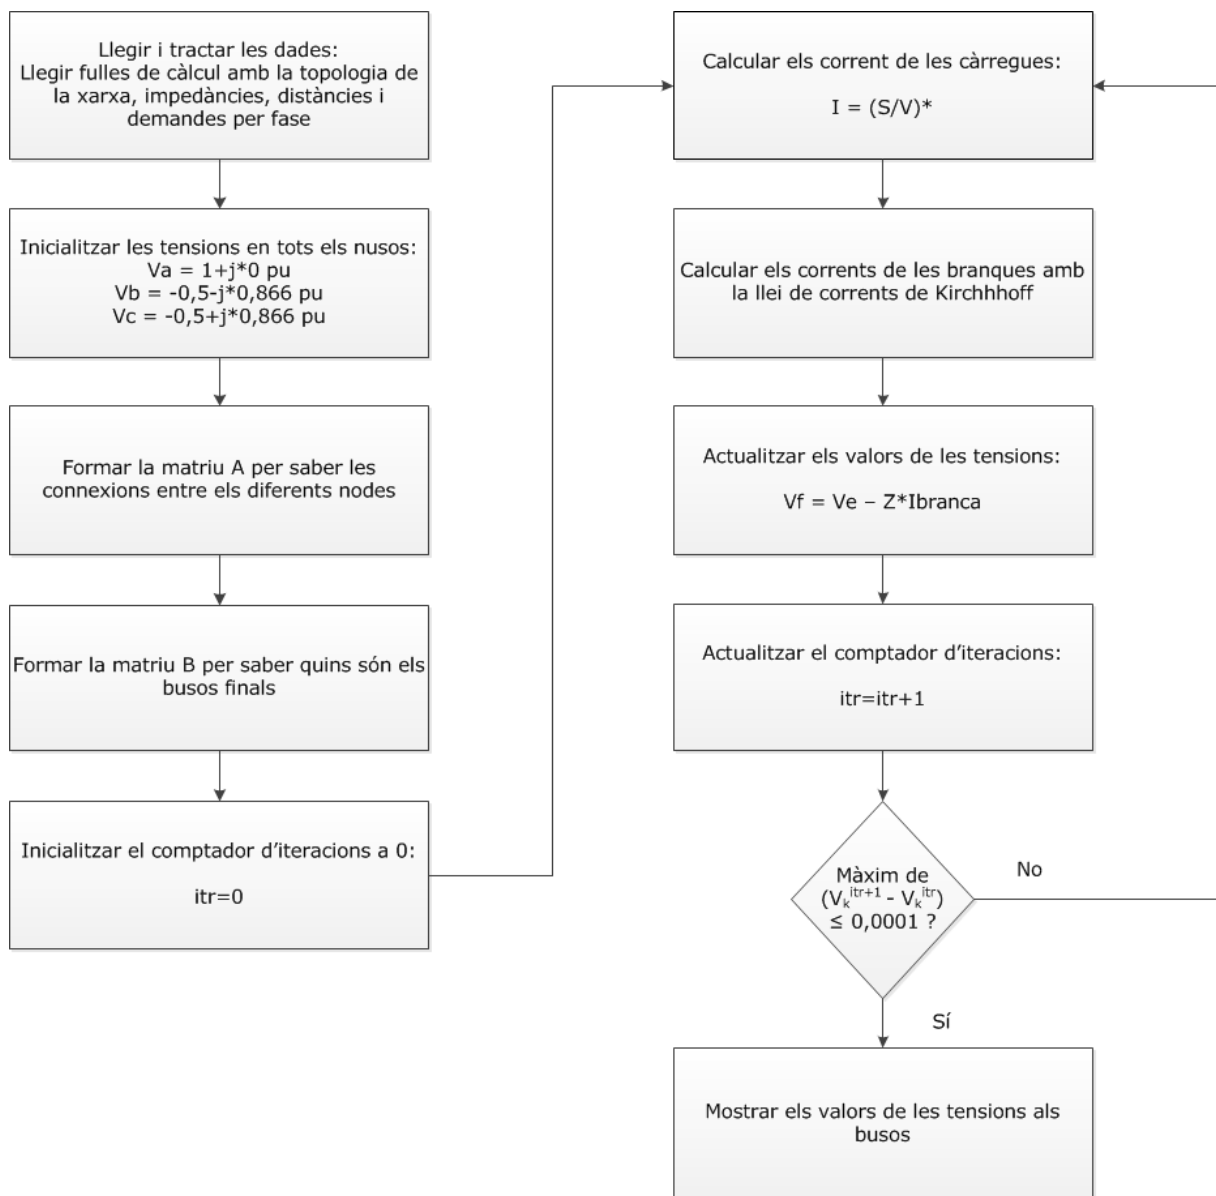 Llegir i tractar les dades:
Llegir fulles de càlcul amb la topologia de
la xarxa, impedàncies, distàncies i
demandes per fase
Inicialitzar les tensions en tots els nusos:
Va = 1+j*0 pu
Vb = -0,5-j*0,866 pu
Vc = -0,5+j*0,866 pu
Formar la matriu A per saber les
connexions entre els diferents nodes
Formar la matriu B per saber quins són els
busos finals
Inicialitzar el comptador d’iteracions a 0:
itr=0
Calcular els corrent de les càrregues:
I = (S/V)*
Calcular els corrents de les branques amb
la llei de corrents de Kirchhhoff
Actualitzar els valors de les tensions:
Vf = Ve – Z*Ibranca
Actualitzar el comptador d’iteracions:
itr=itr+1
Màxim de
(Vₖ^itr+1 - Vₖ^itr)
≤ 0,0001 ?
No
Sí
Mostrar els valors de les tensions als
busos